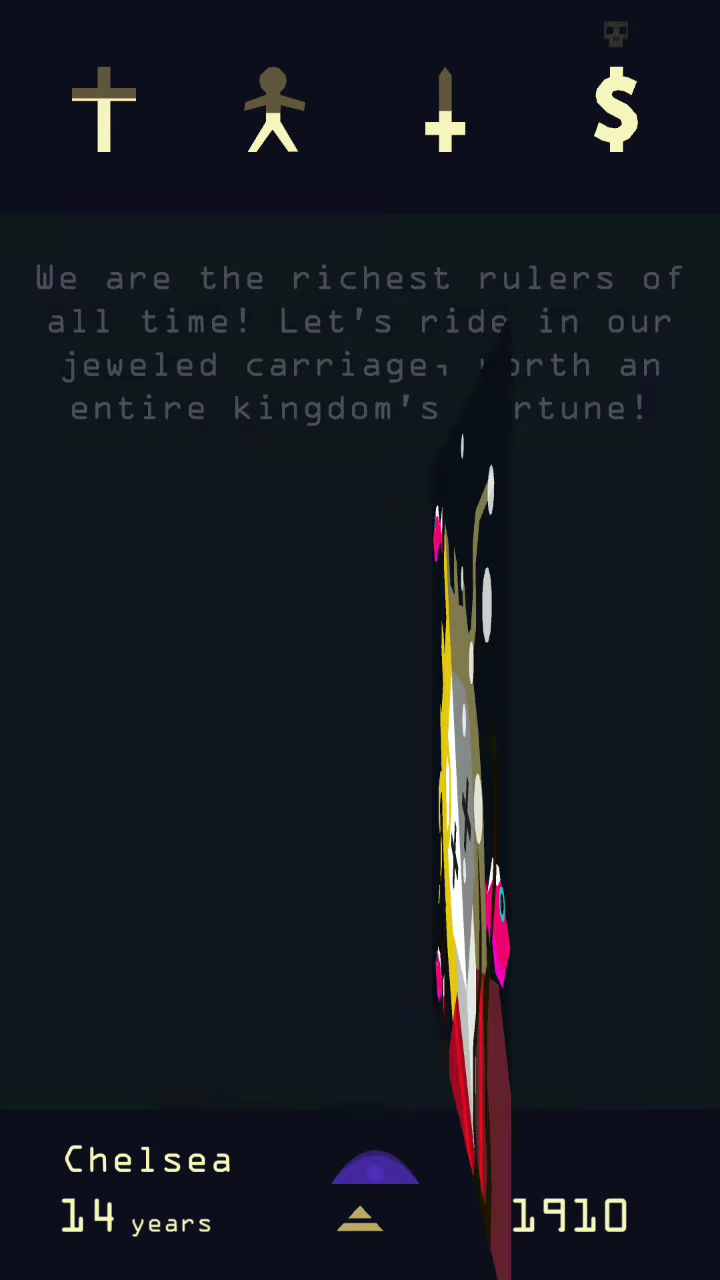 We are the richest rulers of
all time! Let's ride in our
jeweled carriage, an
entire kingdom's
Chelsea
14 years
1910